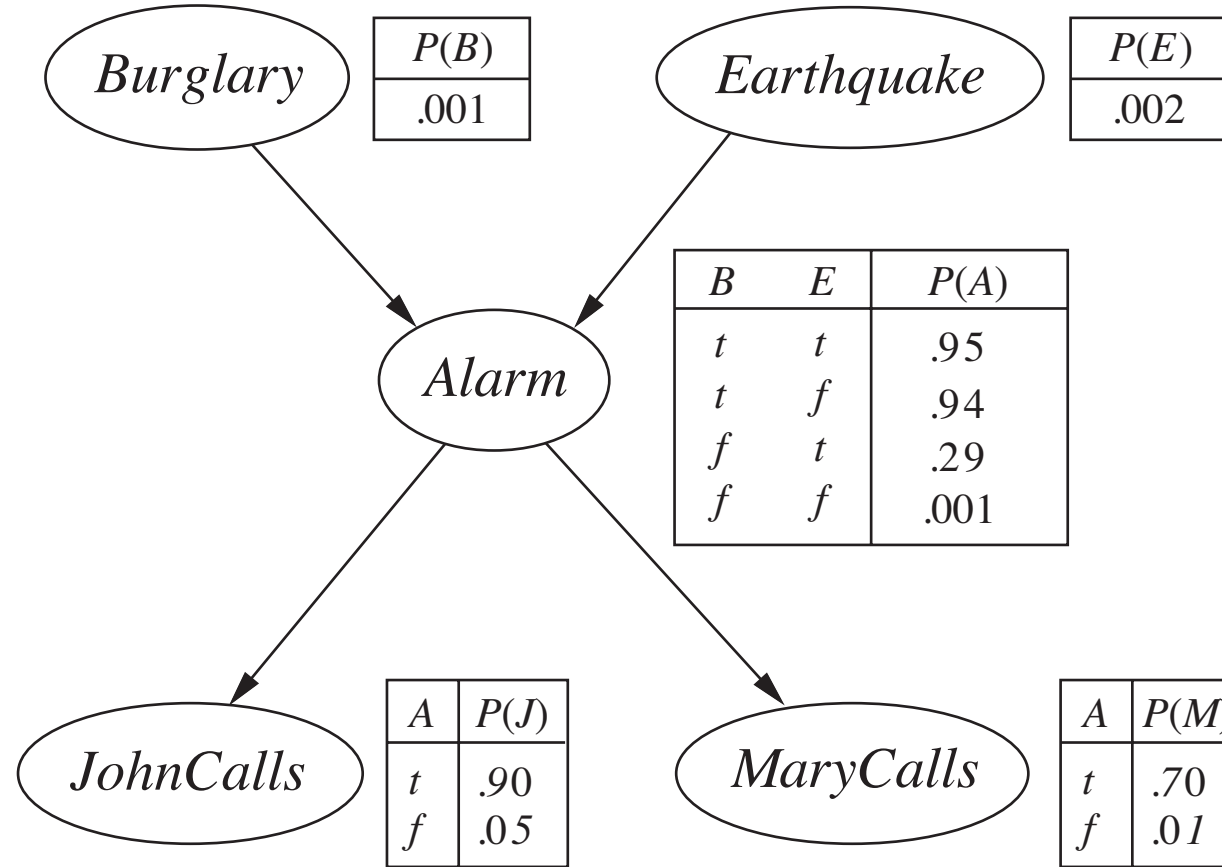 Burglary
P(B)
.001
Earthquake
P(E)
.002
B E P(A)
t t .95
t f .94
f t .29
f f .001
Alarm
JohnCalls
A P(J)
t .90
f .05
MaryCalls
A P(M)
t .70
f .01